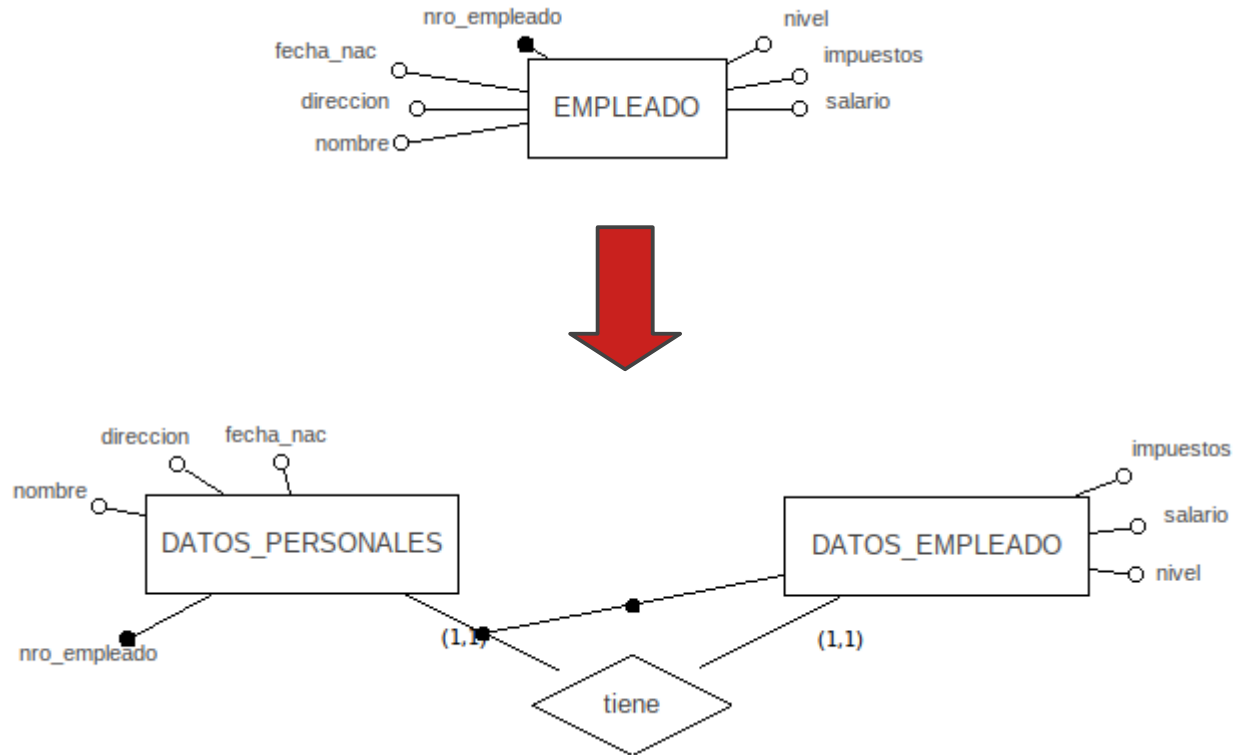 nro_empleado
nivel
fecha_nac
impuestos
direccion
EMPLEADO
salario
nombre
direccion
fecha_nac
impuestos
nombre
salario
DATOS_PERSONALES
DATOS_EMPLEADO
nivel
nro_empleado
(1,1)
(1,1)
tiene